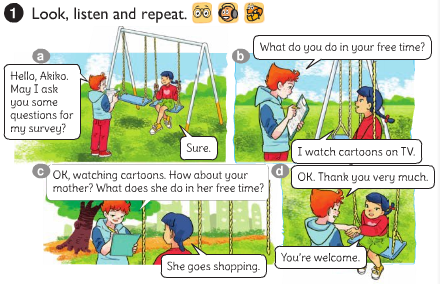 1 Look, listen and repeat.
a
Hello, Akiko.
May I ask
you some
questions for
my survey?
Sure.
b
What do you do in your free time?
I watch cartoons on TV.
c
OK, watching cartoons. How about your
mother? What does she do in her free time?
She goes shopping.
d
OK. Thank you very much.
You're welcome.